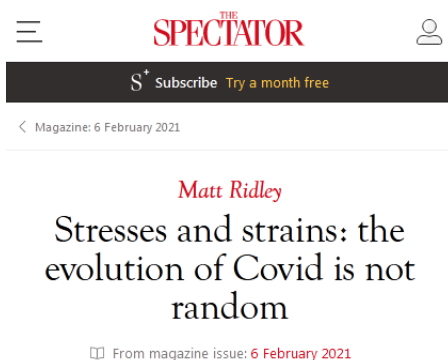 THE
SPECTATOR
S+ Subscribe Try a month free
Magazine: 6 February 2021
Matt Ridley
Stresses and strains: the
evolution of Covid is not
random
From magazine issue: 6 February 2021